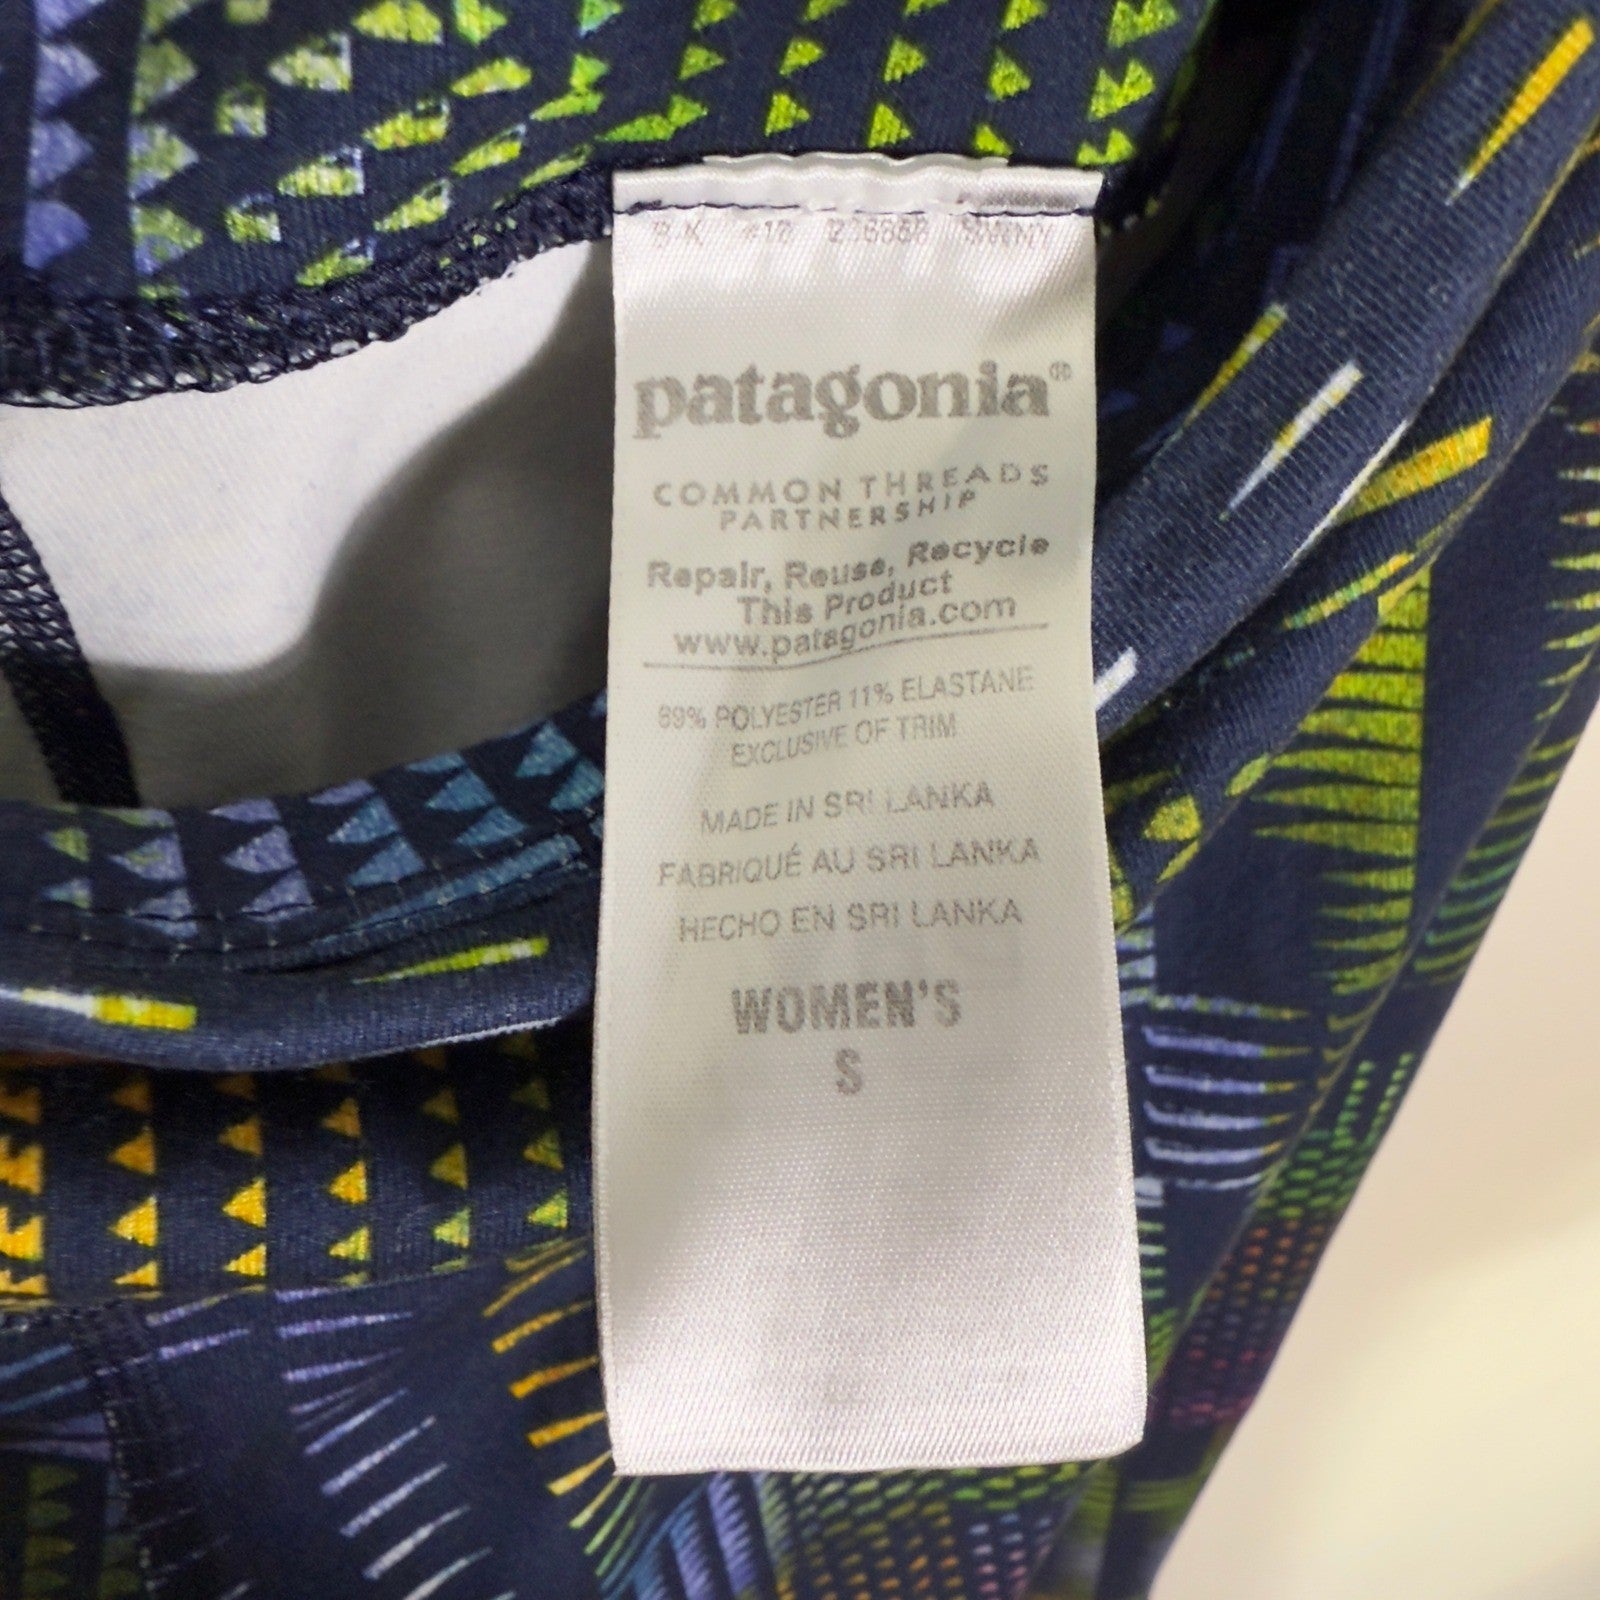 patagonia®
COMMON THREADS
PARTNERSHIP
Repair, Reuse, Recycle
This Product
www.patagonia.com
89% POLYESTER 11% ELASTANE
EXCLUSIVE OF TRIM
MADE IN SRI LANKA
FABRIQUÉ AU SRI LANKA
HECHO EN SRI LANKA
WOMEN'S
S